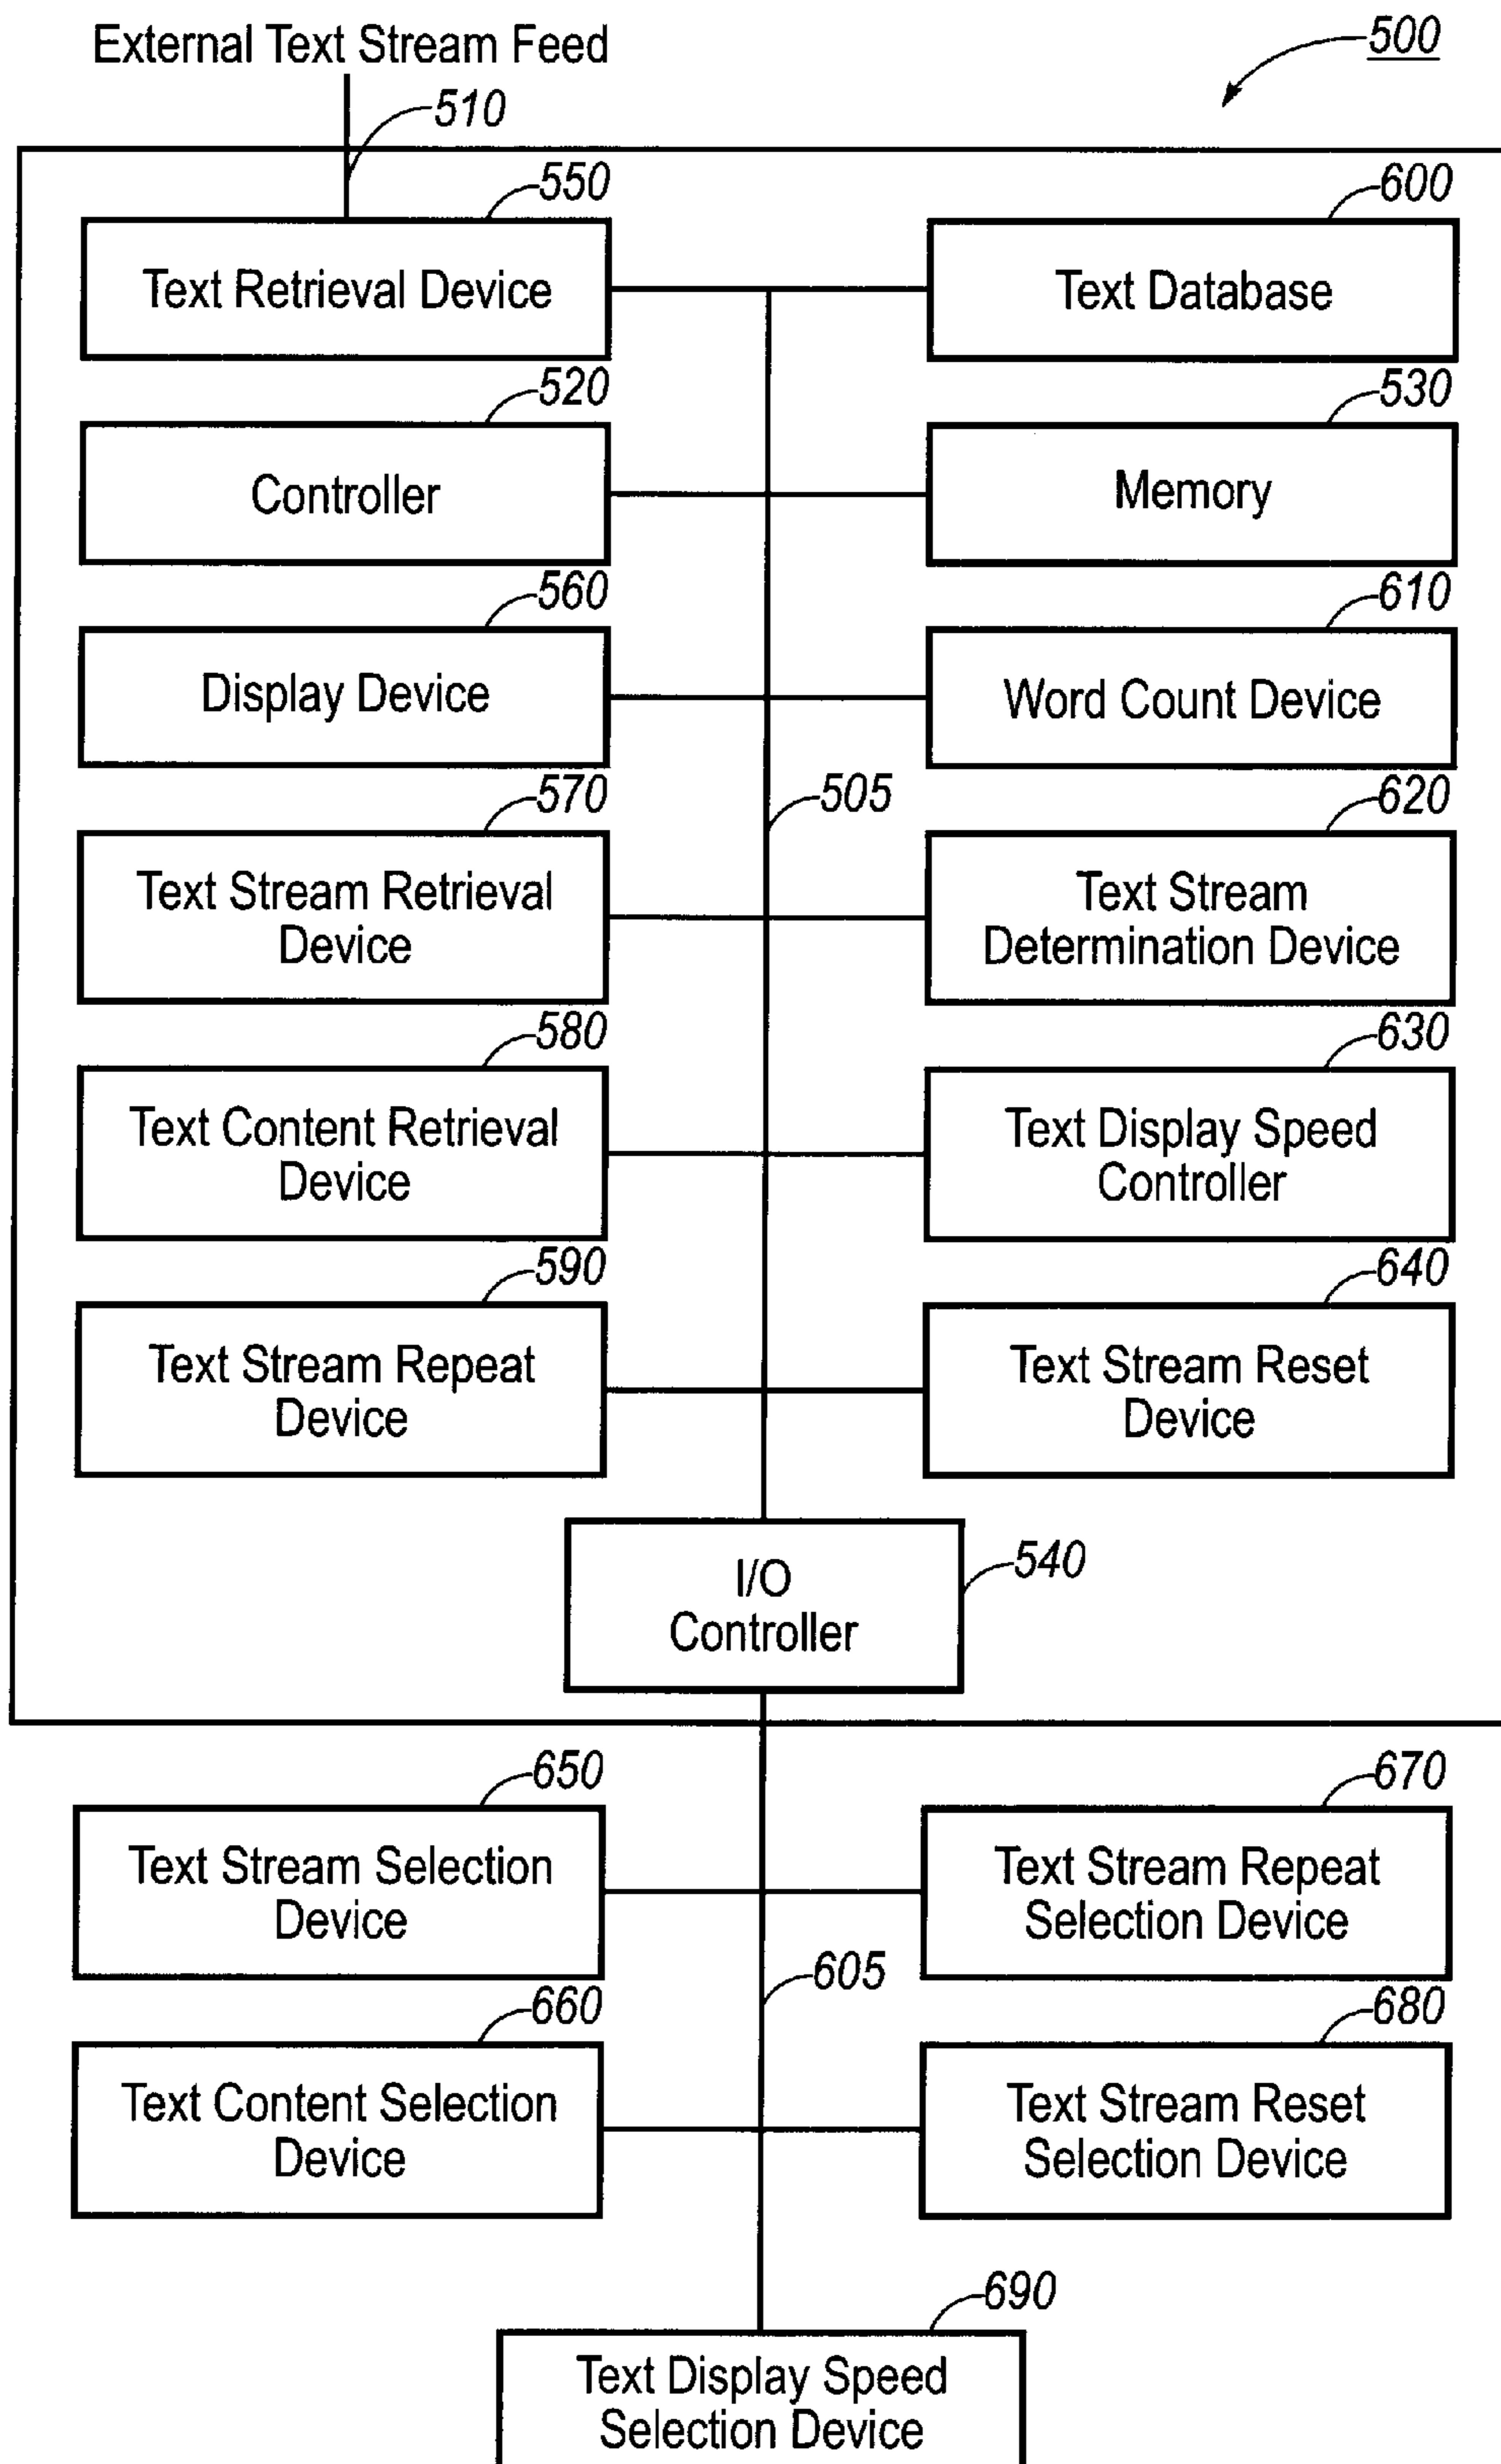 External Text Stream Feed
500
510
550
600
Text Retrieval Device
Text Database
520
530
Controller
Memory
560
610
Display Device
Word Count Device
570
505
620
Text Stream Retrieval
Device
Text Stream
Determination Device
580
630
Text Content Retrieval
Device
Text Display Speed
Controller
590
640
Text Stream Repeat
Device
Text Stream Reset
Device
I/O
Controller
540
650
670
Text Stream Selection
Device
Text Stream Repeat
Selection Device
605
660
680
Text Content Selection
Device
Text Stream Reset
Selection Device
690
Text Display Speed
Selection Device